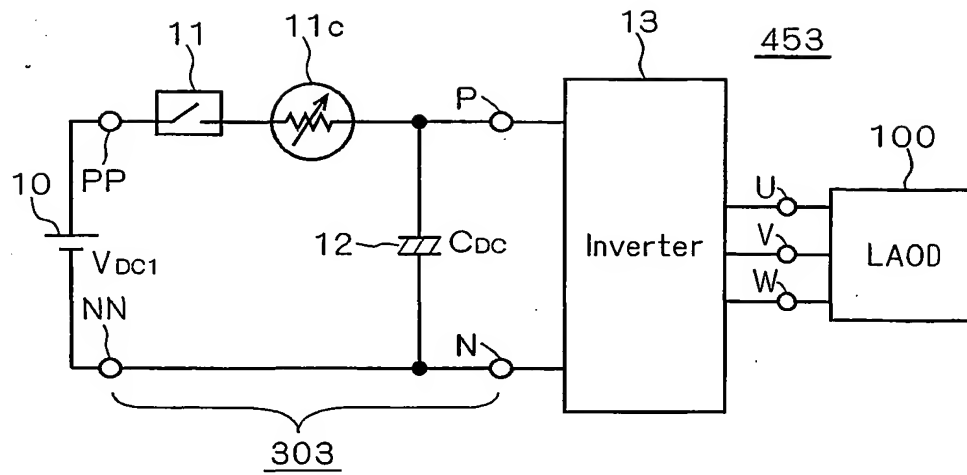 11
11c
13
453
PP
P
100
10
VDC1
12
CDC
Inverter
U
V
W
LAOD
NN
N
303